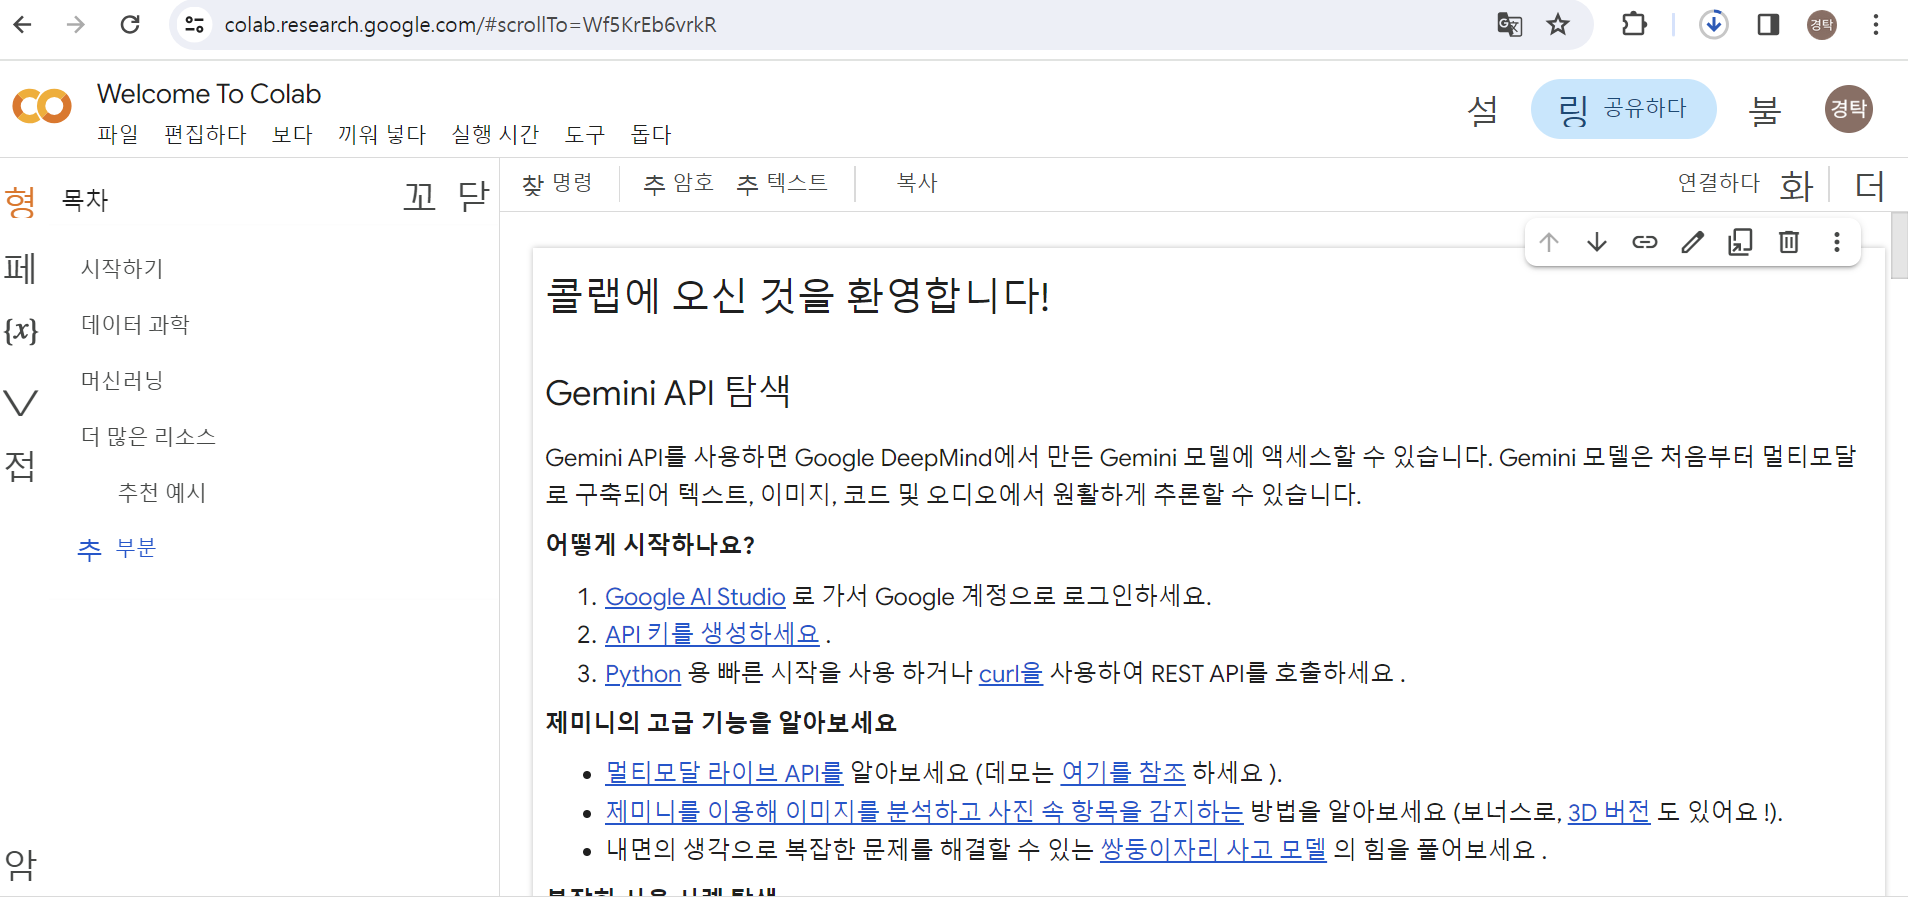 colab.research.google.com/#scrollTo=Wf5KrEb6vrkR
경탁
Welcome To Colab
파일 편집하다 보다 끼워 넣다 실행 시간 도구 돕다
설 링 공유하다 불 경탁
형 목차 꼬 닫
찾 명령 추 암호 추 텍스트 복사 연결하다 화 더
페 시작하기
{x} 데이터 과학
머신러닝
더 많은 리소스
접 추천 예시
추 부분
암
콜랩에 오신 것을 환영합니다!
Gemini API 탐색
Gemini API를 사용하면 Google DeepMind에서 만든 Gemini 모델에 액세스할 수 있습니다. Gemini 모델은 처음부터 멀티모달
로 구축되어 텍스트, 이미지, 코드 및 오디오에서 원활하게 추론할 수 있습니다.
어떻게 시작하나요?
1. Google AI Studio 로 가서 Google 계정으로 로그인하세요.
2. API 키를 생성하세요 .
3. Python 용 빠른 시작을 사용 하거나 curl을 사용하여 REST API를 호출하세요 .
제미니의 고급 기능을 알아보세요
• 멀티모달 라이브 API를 알아보세요 (데모는 여기를 참조 하세요 ).
• 제미니를 이용해 이미지를 분석하고 사진 속 항목을 감지하는 방법을 알아보세요 (보너스로, 3D 버전 도 있어요 !).
• 내면의 생각으로 복잡한 문제를 해결할 수 있는 쌍둥이자리 사고 모델 의 힘을 풀어보세요 .